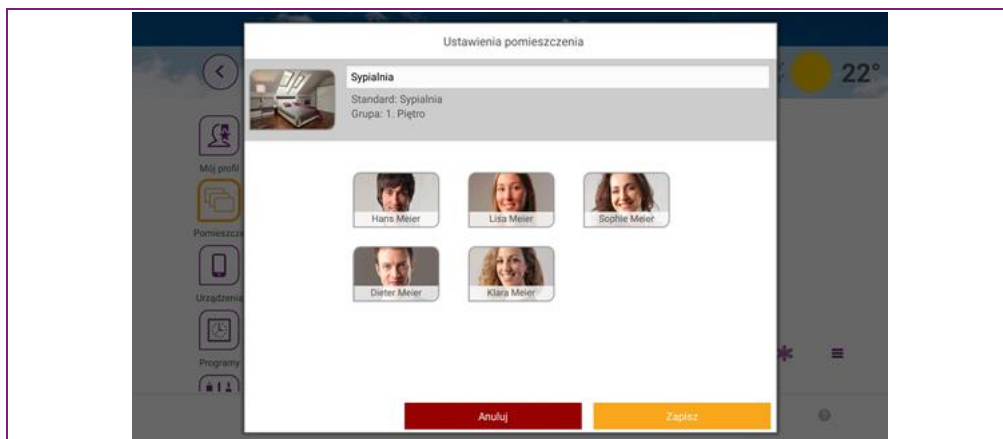 Ustawienia pomieszczenia
22°
Sypialnia
Standard: Sypialnia
Grupa: 1. Piętro
Mój profil
Hans Meier
Lisa Meier
Sophie Meier
Pomieszcze
Dieter Meier
Klara Meier
Urządzenia
Programy
Anuluj
Zapisz